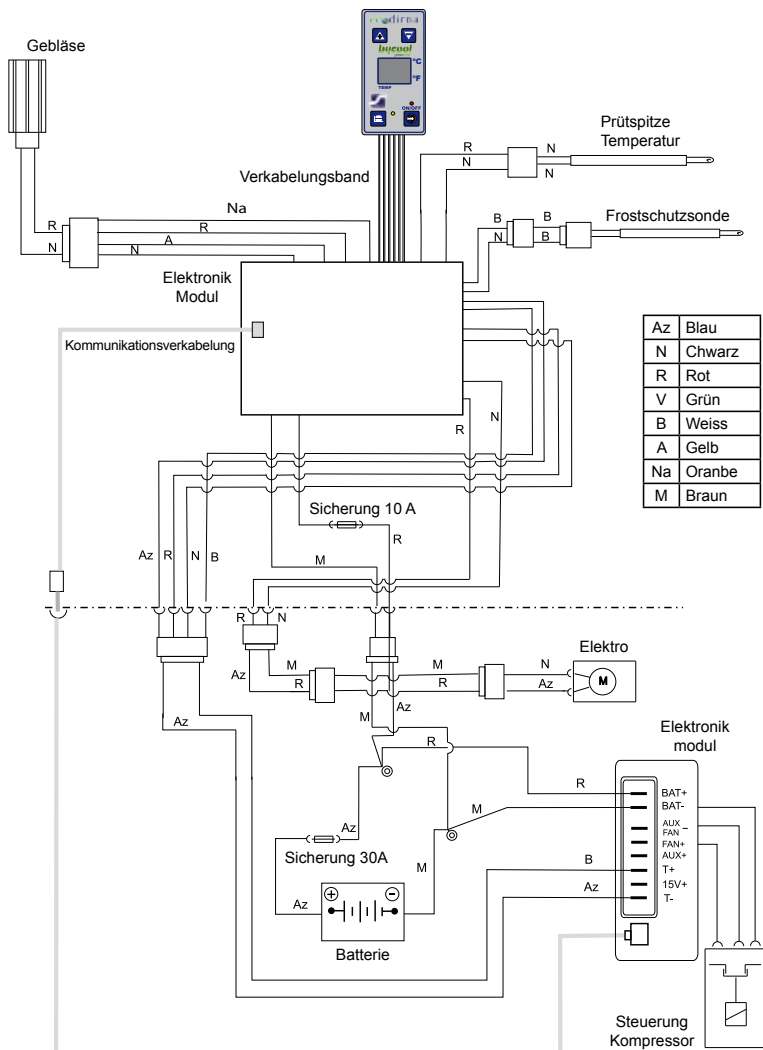 ecodirna
Gebläse
bycool
green line
°C
°F
TEMP
ON/OFF
Prütspitze
Temperatur
R
N
N
N
Verkabelungsband
Na
R
A
N
R
N
B
N
B
B
Frostschutzsonde
Elektronik
Modul
Kommunikationsverkabelung
Az Blau
N Chwarz
R Rot
V Grün
B Weiss
A Gelb
Na Oranbe
M Braun
R
N
Sicherung 10 A
R
Az
R
N
B
M
R
N
Elektro
Az
M
R
M
R
N
Az
M
Az
M
Az
R
Elektronik
modul
R
M
BAT+
BAT-
AUX
FAN
–
FAN+
AUX+
T+
15V+
T-
Az
Sicherung 30A
M
B
Az
Az
+
–
Batterie
Steuerung
Kompressor